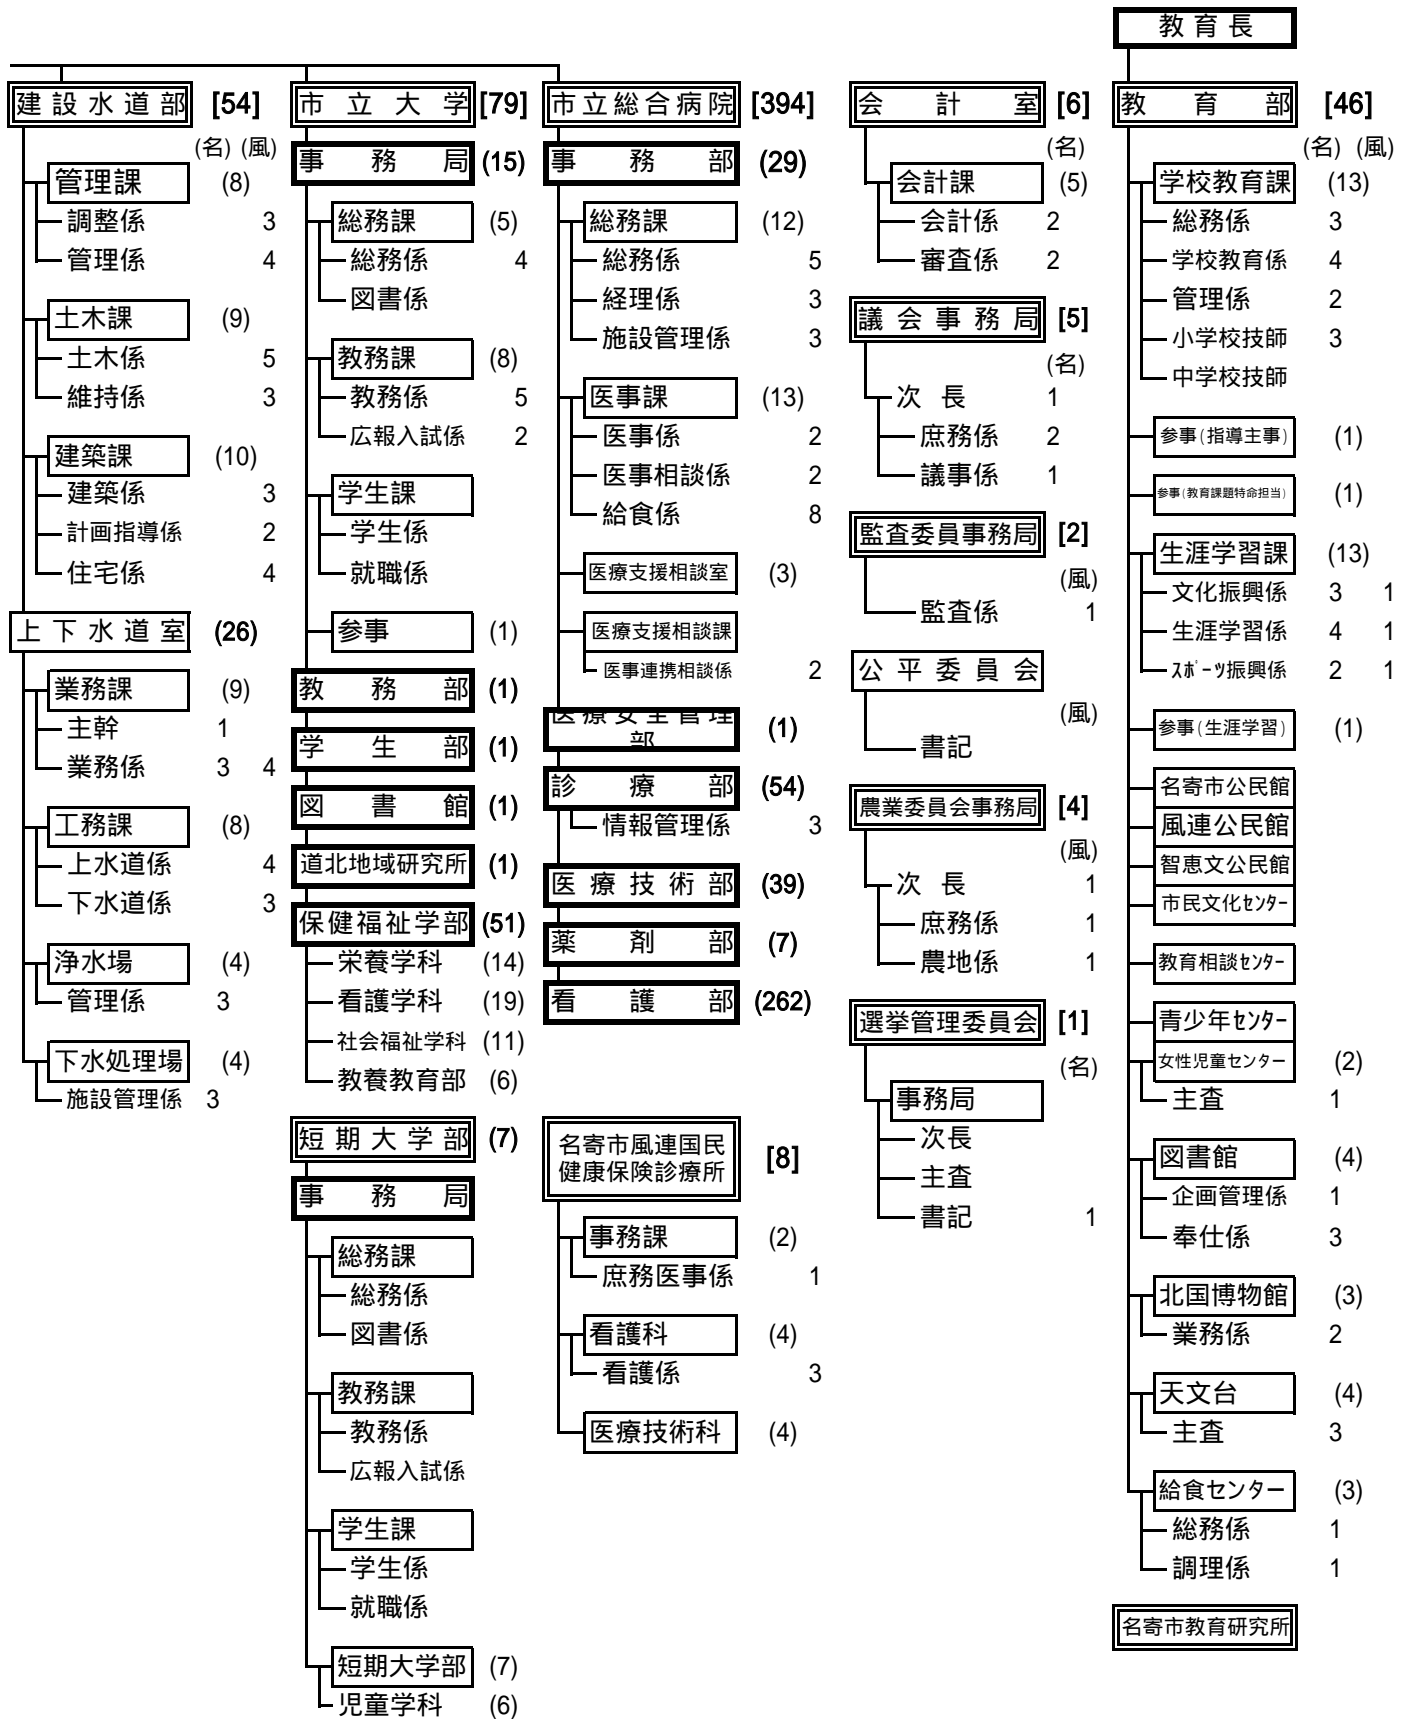 建設水道部 [54]
(名) (風)
管理課 (8)
調整係 3
管理係 4
土木課 (9)
土木係 5
維持係 3
建築課 (10)
建築係 3
計画指導係 2
住宅係 4
上下水道室 (26)
業務課 (9)
主幹 1
業務係 3 4
工務課 (8)
上水道係 4
下水道係 3
浄水場 (4)
管理係 3
下水処理場 (4)
施設管理係 3
市立大学 [79]
事務局 (15)
総務課 (5)
総務係 4
図書係
教務課 (8)
教務係 5
広報入試係 2
学生課
学生係
就職係
参事 (1)
教務部 (1)
学生部 (1)
図書館 (1)
道北地域研究所 (1)
保健福祉学部 (51)
栄養学科 (14)
看護学科 (19)
社会福祉学科 (11)
教養教育部 (6)
短期大学部 (7)
事務局
総務課
総務係
図書係
教務課
教務係
広報入試係
学生課
学生係
就職係
短期大学部 (7)
児童学科 (6)
市立総合病院 [394]
事務部 (29)
総務課 (12)
総務係 5
経理係 3
施設管理係 3
医事課 (13)
医事係 2
医事相談係 2
給食係 8
医療支援相談室 (3)
医療支援相談課
医事連携相談係 2
医療安全管理
部 (1)
診療部 (54)
情報管理係 3
医療技術部 (39)
薬剤部 (7)
看護部 (262)
名寄市風連国民
健康保険診療所 [8]
事務課 (2)
庶務医事係 1
看護科 (4)
看護係 3
医療技術科 (4)
会計室 [6]
(名)
会計課 (5)
会計係 2
審査係 2
議会事務局 [5]
(名)
次長 1
庶務係 2
議事係 1
監査委員事務局 [2]
(風)
監査係 1
公平委員会
(風)
書記
農業委員会事務局 [4]
(風)
次長 1
庶務係 1
農地係 1
選挙管理委員会 [1]
(名)
事務局
次長
主査
書記 1
教育長
教育部 [46]
(名) (風)
学校教育課 (13)
総務係 3
学校教育係 4
管理係 2
小学校技師 3
中学校技師
参事(指導主事) (1)
参事(教育課題特命担当) (1)
生涯学習課 (13)
文化振興係 3 1
生涯学習係 4 1
ｽﾎﾟｰﾂ振興係 2 1
参事(生涯学習) (1)
名寄市公民館
風連公民館
智恵文公民館
市民文化ｾﾝﾀｰ
教育相談ｾﾝﾀｰ
青少年ｾﾝﾀｰ
女性児童センター (2)
主査 1
図書館 (4)
企画管理係 1
奉仕係 3
北国博物館 (3)
業務係 2
天文台 (4)
主査 3
給食センター (3)
総務係 1
調理係 1
名寄市教育研究所